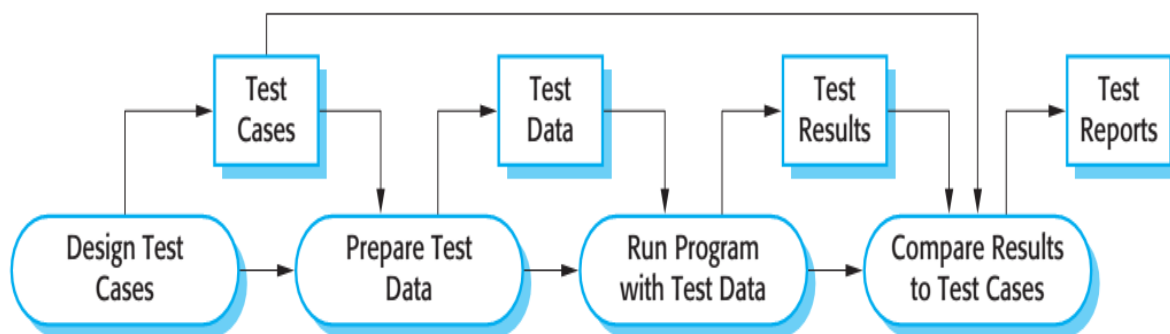 Test
Cases
Test
Data
Test
Results
Test
Reports
Design Test
Cases
Prepare Test
Data
Run Program
with Test Data
Compare Results
to Test Cases